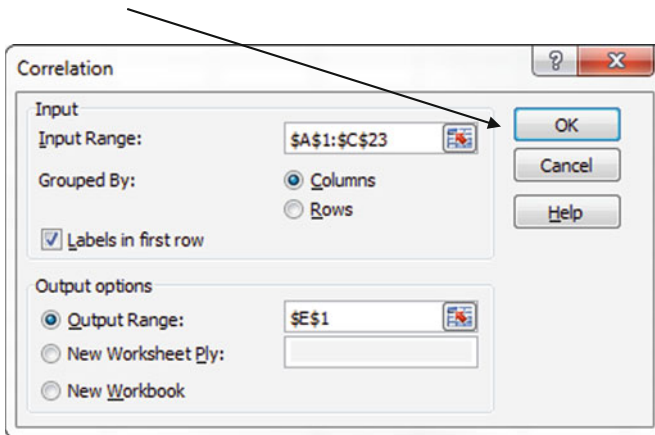 Correlation
Input
Input Range: $A$1:$C$23
Grouped By: Columns
Rows
Labels in first row
Output options
Output Range: $E$1
New Worksheet Ply:
New Workbook
?
OK
Cancel
Help